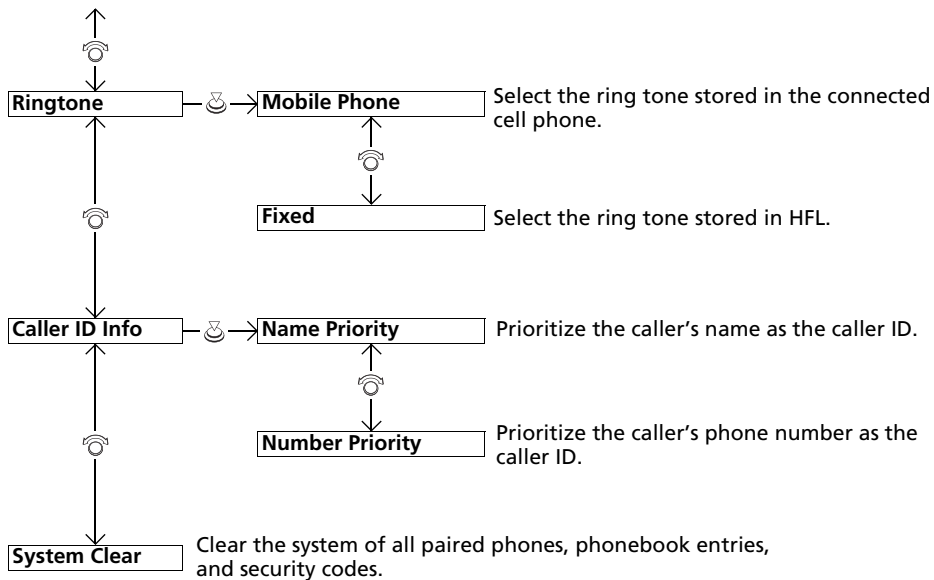 Ringtone
Mobile Phone
Select the ring tone stored in the connected
cell phone.
Fixed
Select the ring tone stored in HFL.
Caller ID Info
Name Priority
Prioritize the caller's name as the caller ID.
Number Priority
Prioritize the caller's phone number as the
caller ID.
System Clear
Clear the system of all paired phones, phonebook entries,
and security codes.